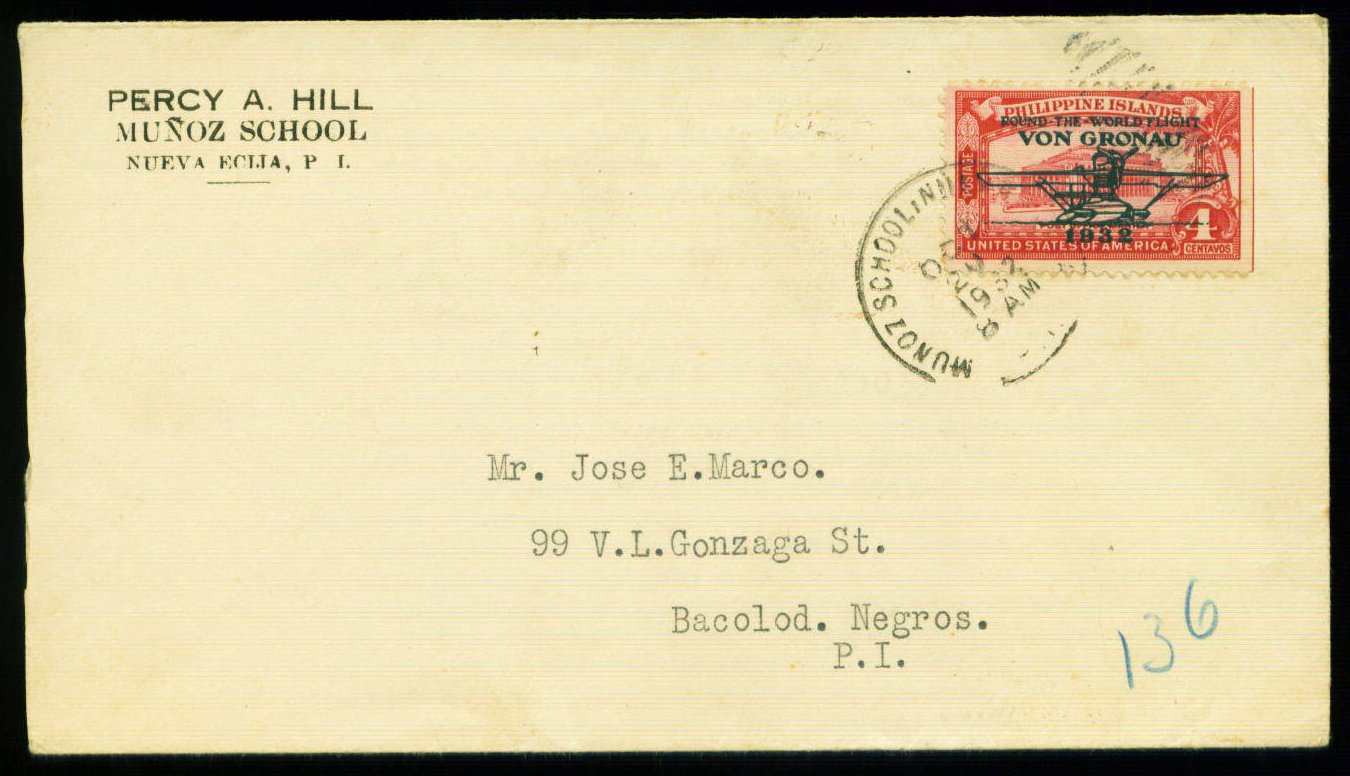 PERCY A. HILL
MUÑOZ SCHOOL
NUEVA ECIJA, P I.
PHILIPPINE ISLANDS
ROUND-THE-WORLD FLIGHT
VON GRONAU
POSTAGE
1932
4
CENTAVOS
UNITED STATES OF AMERICA
MUNOZ SCHOOL, N
8 AM
Mr. Jose E.Marco.
99 V.L.Gonzaga St.
Bacolod. Negros.
P.I.
136